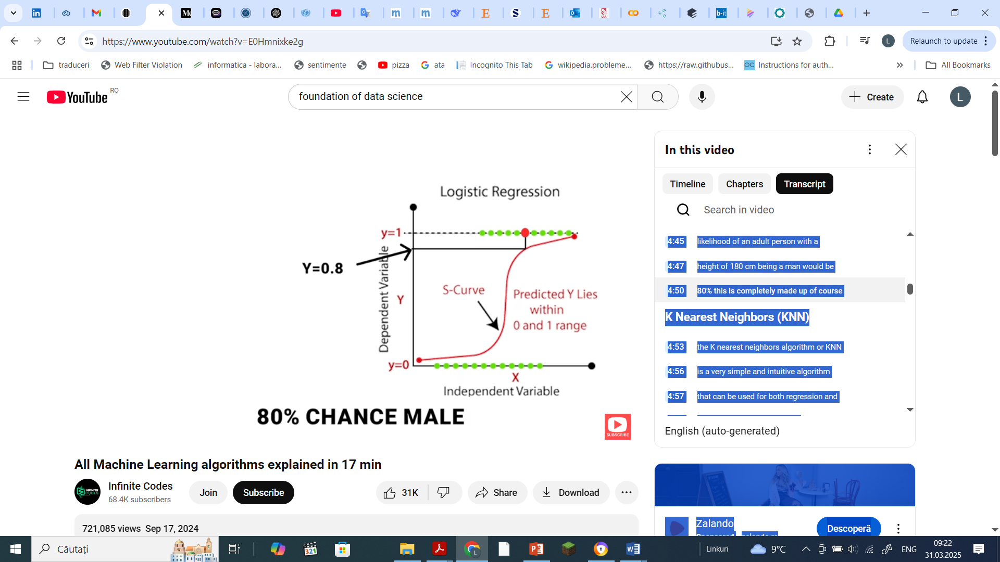 https://www.youtube.com/watch?v=E0Hmnixke2g
Relaunch to update
traduceri
Web Filter Violation
informatica - labora...
sentimente
pizza
ata
Incognito This Tab
wikipedia.probleme...
https://raw.githubus...
Instructions for auth...
All Bookmarks
YouTube RO
foundation of data science
Create
L
In this video
Timeline
Chapters
Transcript
Search in video
4:45 likelihood of an adult person with a
4:47 height of 180 cm being a man would be
4:50 80% this is completely made up of course
K Nearest Neighbors (KNN)
4:53 the K nearest neighbors algorithm or KNN
4:56 is a very simple and intuitive algorithm
4:57 that can be used for both regression and
English (auto-generated)
Logistic Regression
y=1
Y=0.8
Dependent Variable
Y
S-Curve
Predicted Y Lies
within
0 and 1 range
y=0
X
Independent Variable
80% CHANCE MALE
SUBSCRIBE
All Machine Learning algorithms explained in 17 min
Infinite Codes
68.4K subscribers
Join
Subscribe
31K
Share
Download
721,085 views Sep 17, 2024
Zalando
Descoperă
Căutați
Linkuri
9°C
ENG
09:22
31.03.2025